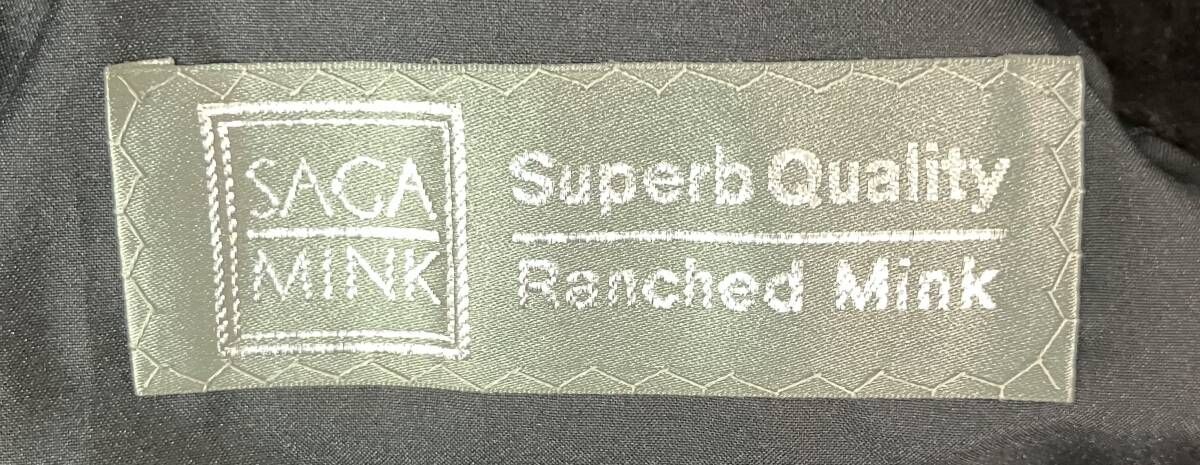 SAGA
MINK
Superb Quality
Ranched Mink